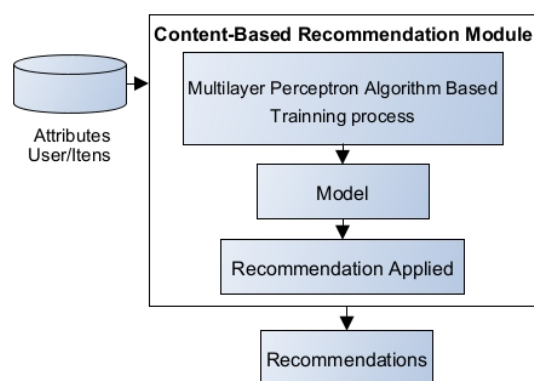 Content-Based Recommendation Module
Multilayer Perceptron Algorithm Based
Trainning process
Attributes
User/Itens
Model
Recommendation Applied
Recommendations